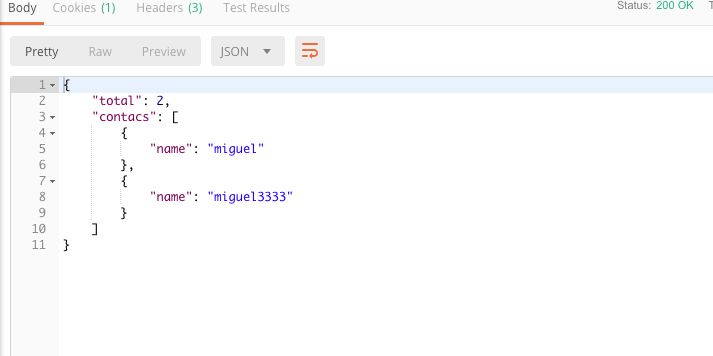 Body Cookies (1) Headers (3) Test Results Status: 200 OK T
Pretty Raw Preview JSON
1 {
2 "total": 2,
3 "contacs": [
4 {
5 "name": "miguel"
6 },
7 {
8 "name": "miguel3333"
9 }
10 ]
11 }